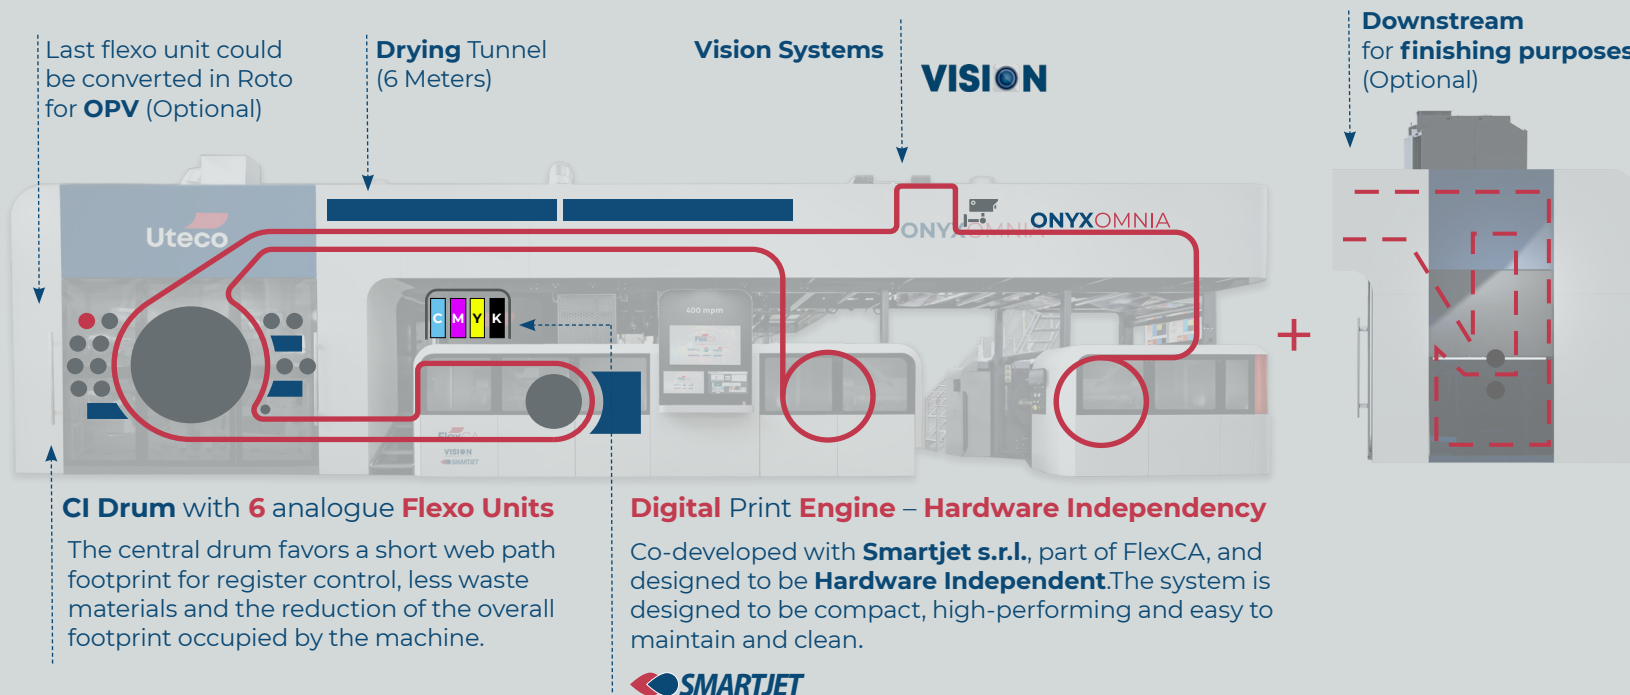 Last flexo unit could
be converted in Roto
for OPV (Optional)
Drying Tunnel
(6 Meters)
Vision Systems
VISION
Downstream
for finishing purposes
(Optional)
Uteco
ONYXOMNIA
ONYXOMNIA
C M Y K
400 mpm
FlexCA
VISION
SMARTJET
+
CI Drum with 6 analogue Flexo Units
The central drum favors a short web path
footprint for register control, less waste
materials and the reduction of the overall
footprint occupied by the machine.
Digital Print Engine – Hardware Independency
Co-developed with Smartjet s.r.l., part of FlexCA, and
designed to be Hardware Independent.The system is
designed to be compact, high-performing and easy to
maintain and clean.
SMARTJET